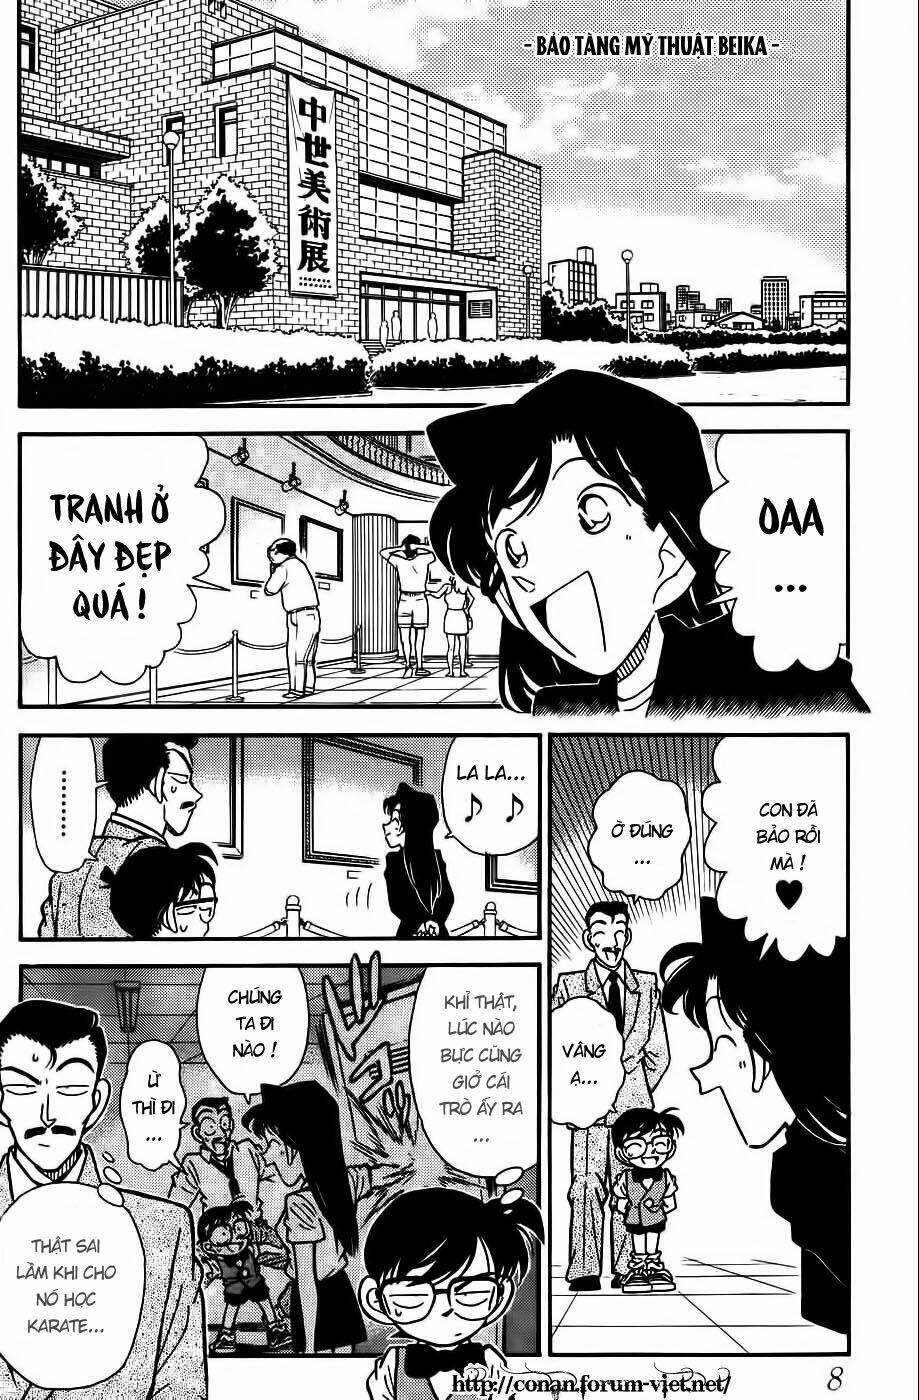 - BẢO TÀNG MỸ THUẬT BEIKA -
中世美術展
OAA
...
TRANH Ở
ĐÂY ĐẸP
QUÁ !
CON ĐÃ
BẢO RỒI
MÀ !
♥
Ờ ĐÚNG
...
VÂNG
Ạ...
LA LA...
♪ ♪
........
KHỈ THẬT,
LÚC NÀO
BỰC CŨNG
GIỞ CÁI
TRÒ ẤY RA
...
CHÚNG
TA ĐI
NÀO !
Ừ
THÌ ĐI
...
THẬT SAI
LẦM KHI CHO
NÓ HỌC
KARATE...
8
http://conan.forum-viet.net/